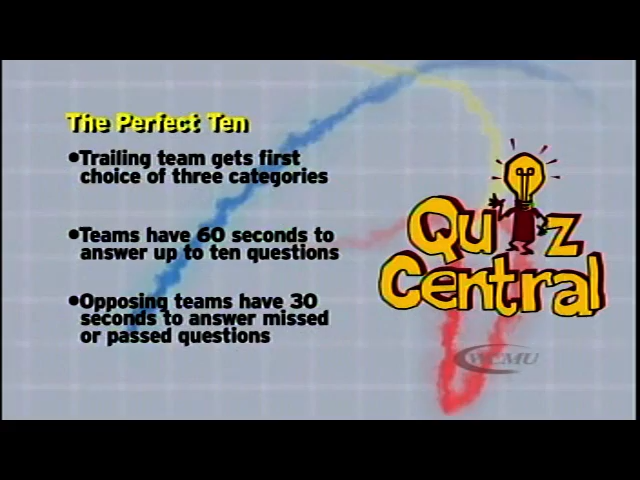 The Perfect Ten
•Trailing team gets first
choice of three categories
•Teams have 60 seconds to
answer up to ten questions
•Opposing teams have 30
seconds to answer missed
or passed questions
Quiz
Central
WCMU